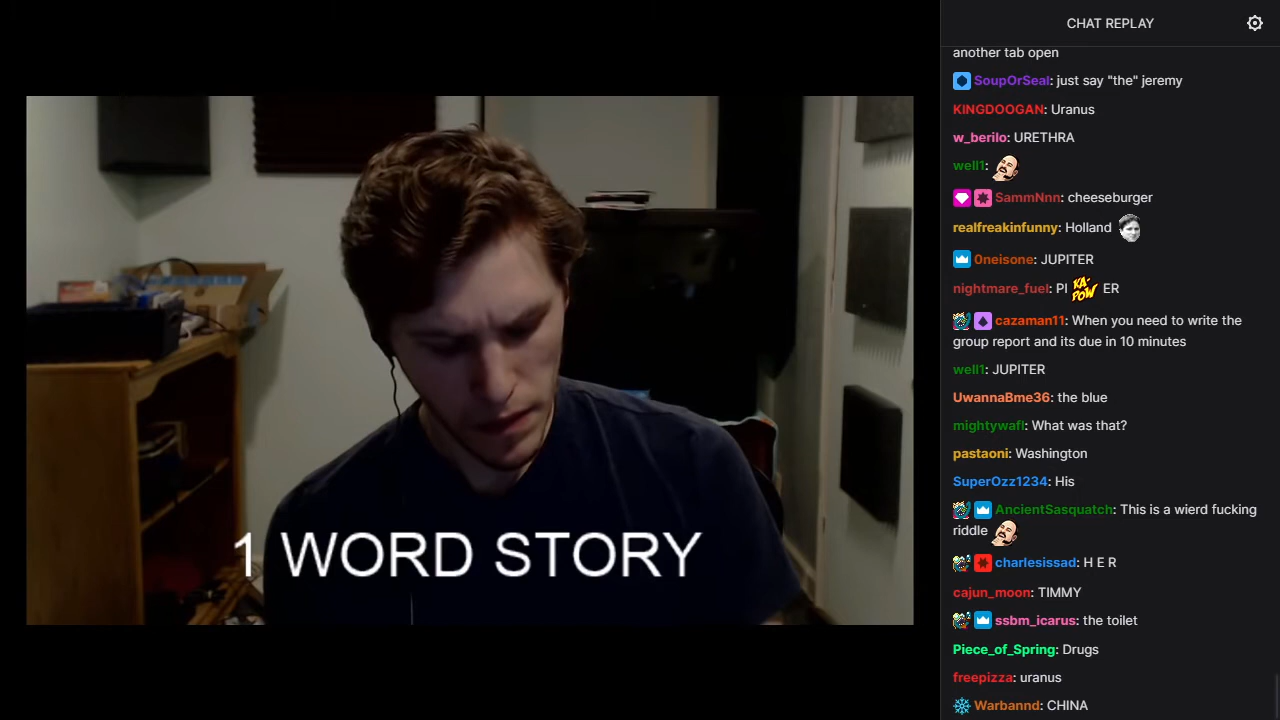 CHAT REPLAY
another tab open
SoupOrSeal: just say "the" jeremy
KINGDOOGAN: Uranus
w_berilo: URETHRA
well1:
SammNnn: cheeseburger
realfreakinfunny: Holland
0neisone: JUPITER
nightmare_fuel: PI KA-POW ER
cazaman11: When you need to write the
group report and its due in 10 minutes
well1: JUPITER
UwannaBme36: the blue
mightywafl: What was that?
pastaoni: Washington
SuperOzz1234: His
AncientSasquatch: This is a wierd fucking
riddle
charlesissad: H E R
cajun_moon: TIMMY
ssbm_icarus: the toilet
Piece_of_Spring: Drugs
freepizza: uranus
Warbannd: CHINA
1 WORD STORY